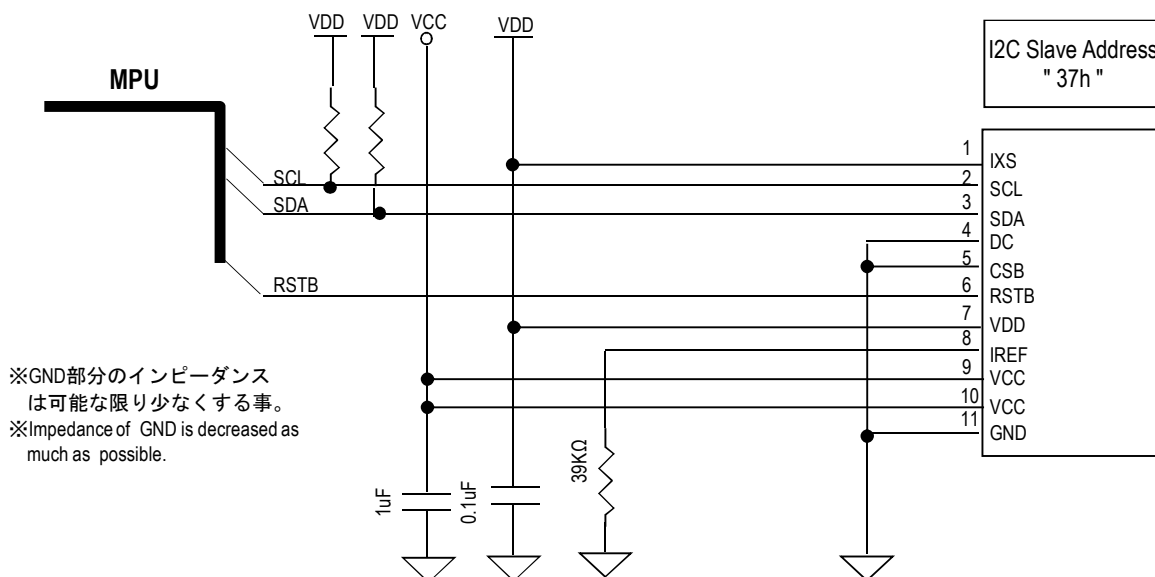 VDD VDD VCC VDD
I2C Slave Address
" 37h "
MPU
SCL
SDA
RSTB
1 IXS
2 SCL
3 SDA
4 DC
5 CSB
6 RSTB
7 VDD
8 IREF
9 VCC
10 VCC
11 GND
※GND部分のインピーダンス
は可能な限り少なくする事。
※Impedance of GND is decreased as
much as possible.
1uF
0.1uF
39KΩ